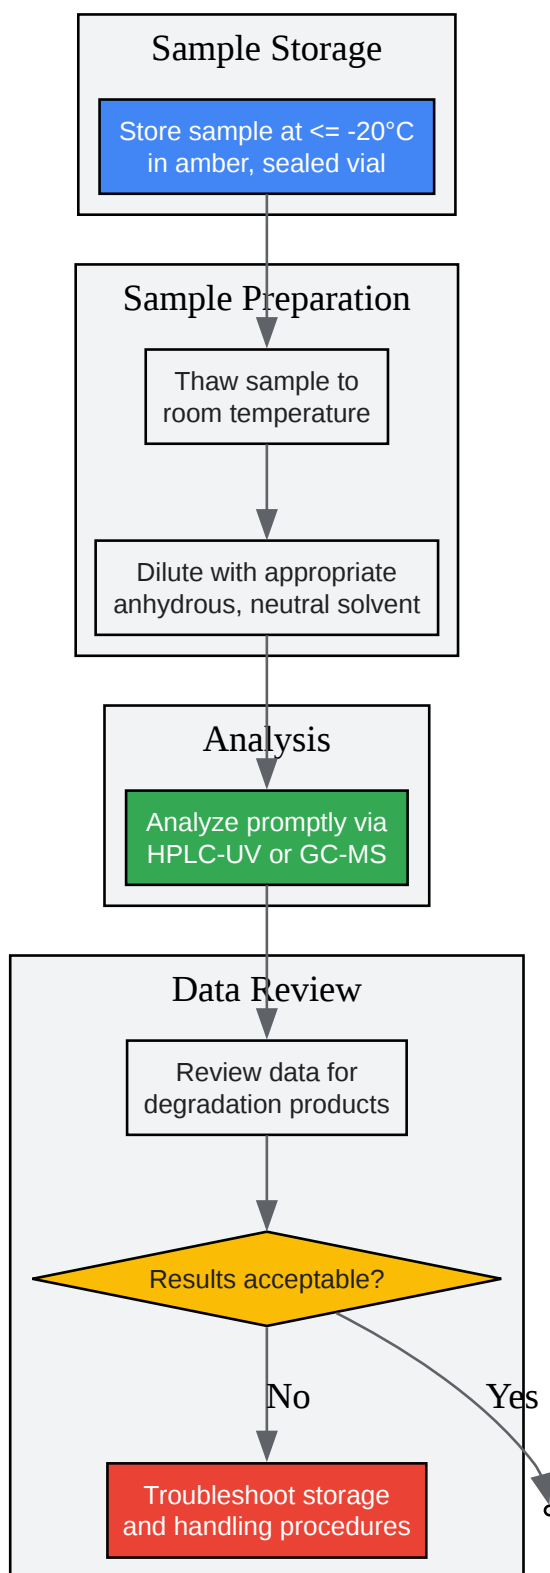 Sample Storage
Store sample at <= -20°C
in amber, sealed vial
Sample Preparation
Thaw sample to
room temperature
Dilute with appropriate
anhydrous, neutral solvent
Analysis
Analyze promptly via
HPLC-UV or GC-MS
Data Review
Review data for
degradation products
Results acceptable?
No
Yes
Troubleshoot storage
and handling procedures